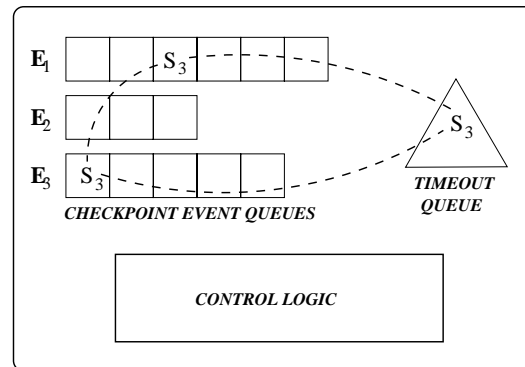 E1 S3
E2
S3
E3 S3
CHECKPOINT EVENT QUEUES
TIMEOUT
QUEUE
CONTROL LOGIC